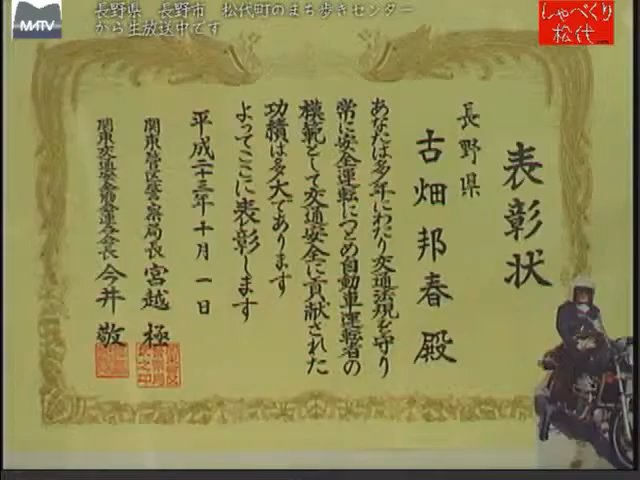 MATV
長野県　長野市　松代町のまち歩きセンター
から生放送中です
しゃべくり
松代
表彰状
長野県
古畑邦春殿
あなたは多年にわたり交通法規を守り
常に安全運転につとめ自動車運転者の
模範として交通安全に貢献された
功績は多大であります
よってここに表彰します
平成二十三年十月一日
関東管区警察局長 宮越 極
関東交通安全協会連合会長 今井 敬